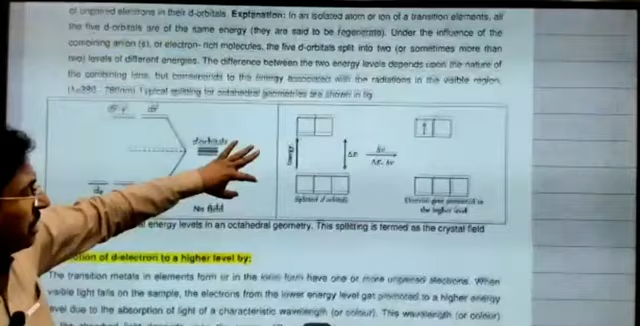 of unpaired electrons in their d-orbitals. Explanation: In an isolated atom or ion of a transition elements, all
the five d-orbitals are of the same energy (they are said to be regenerate). Under the influence of the
combining anion (s), or electron- rich molecules, the five d-orbitals split into two (or sometimes more than
two) levels of different energies. The difference between the two energy levels depends upon the nature of
the combining ions, but corresponds to the energy associated with the radiations in the visible region,
typical splitting for octahedral geometries are shown in fig
d-orbitals
Energy
ΔE
hv
ΔE=hv
Splitted d orbitals
Electron gets promoted to
the higher level
No field
energy levels in an octahedral geometry. This splitting is termed as the crystal field
of d-electron to a higher level by:
The transition metals in elements form or in the ionic form have one or more unpaired electrons. When
visible light falls on the sample, the electrons from the lower energy level get promoted to a higher energy
level due to the absorption of light of a characteristic wavelength (or colour). This wavelength (or colour)